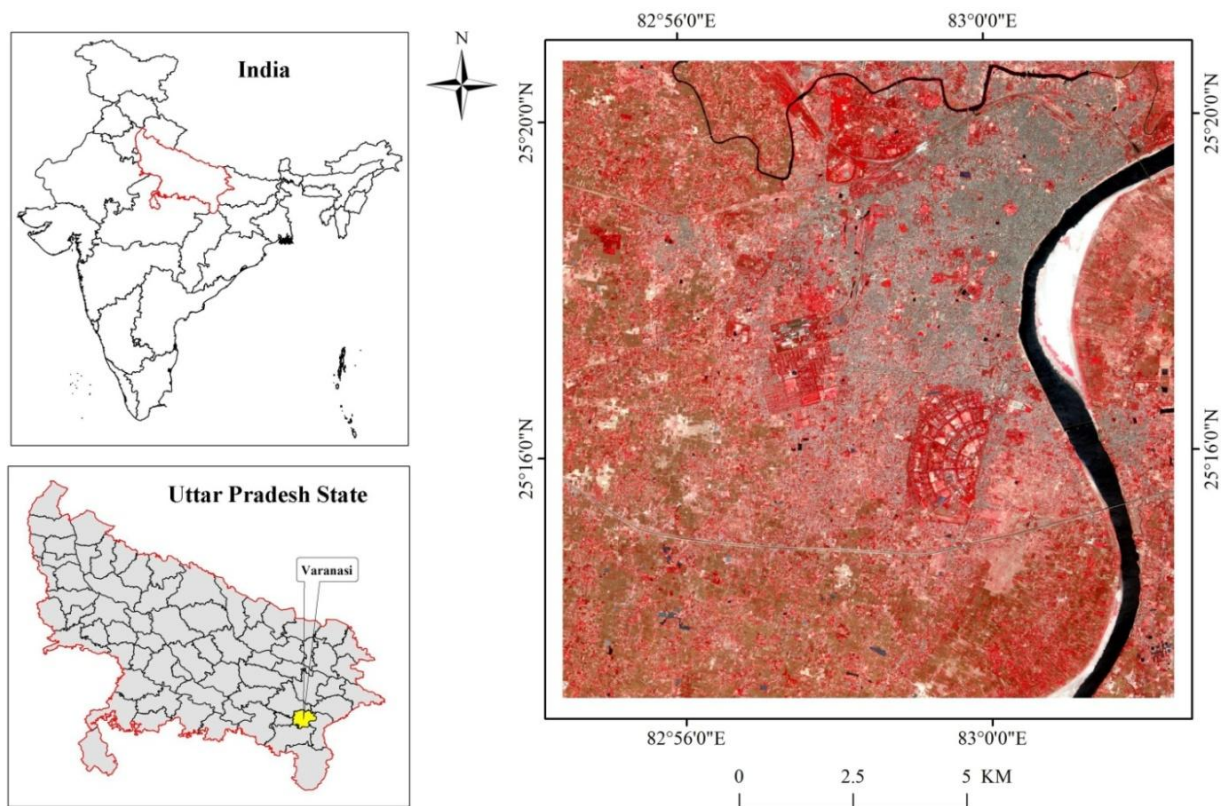 India
N
Uttar Pradesh State
Varanasi
82°56'0"E 83°0'0"E
25°20'0"N 25°20'0"N
25°16'0"N 25°16'0"N
82°56'0"E 83°0'0"E
0 2.5 5 KM